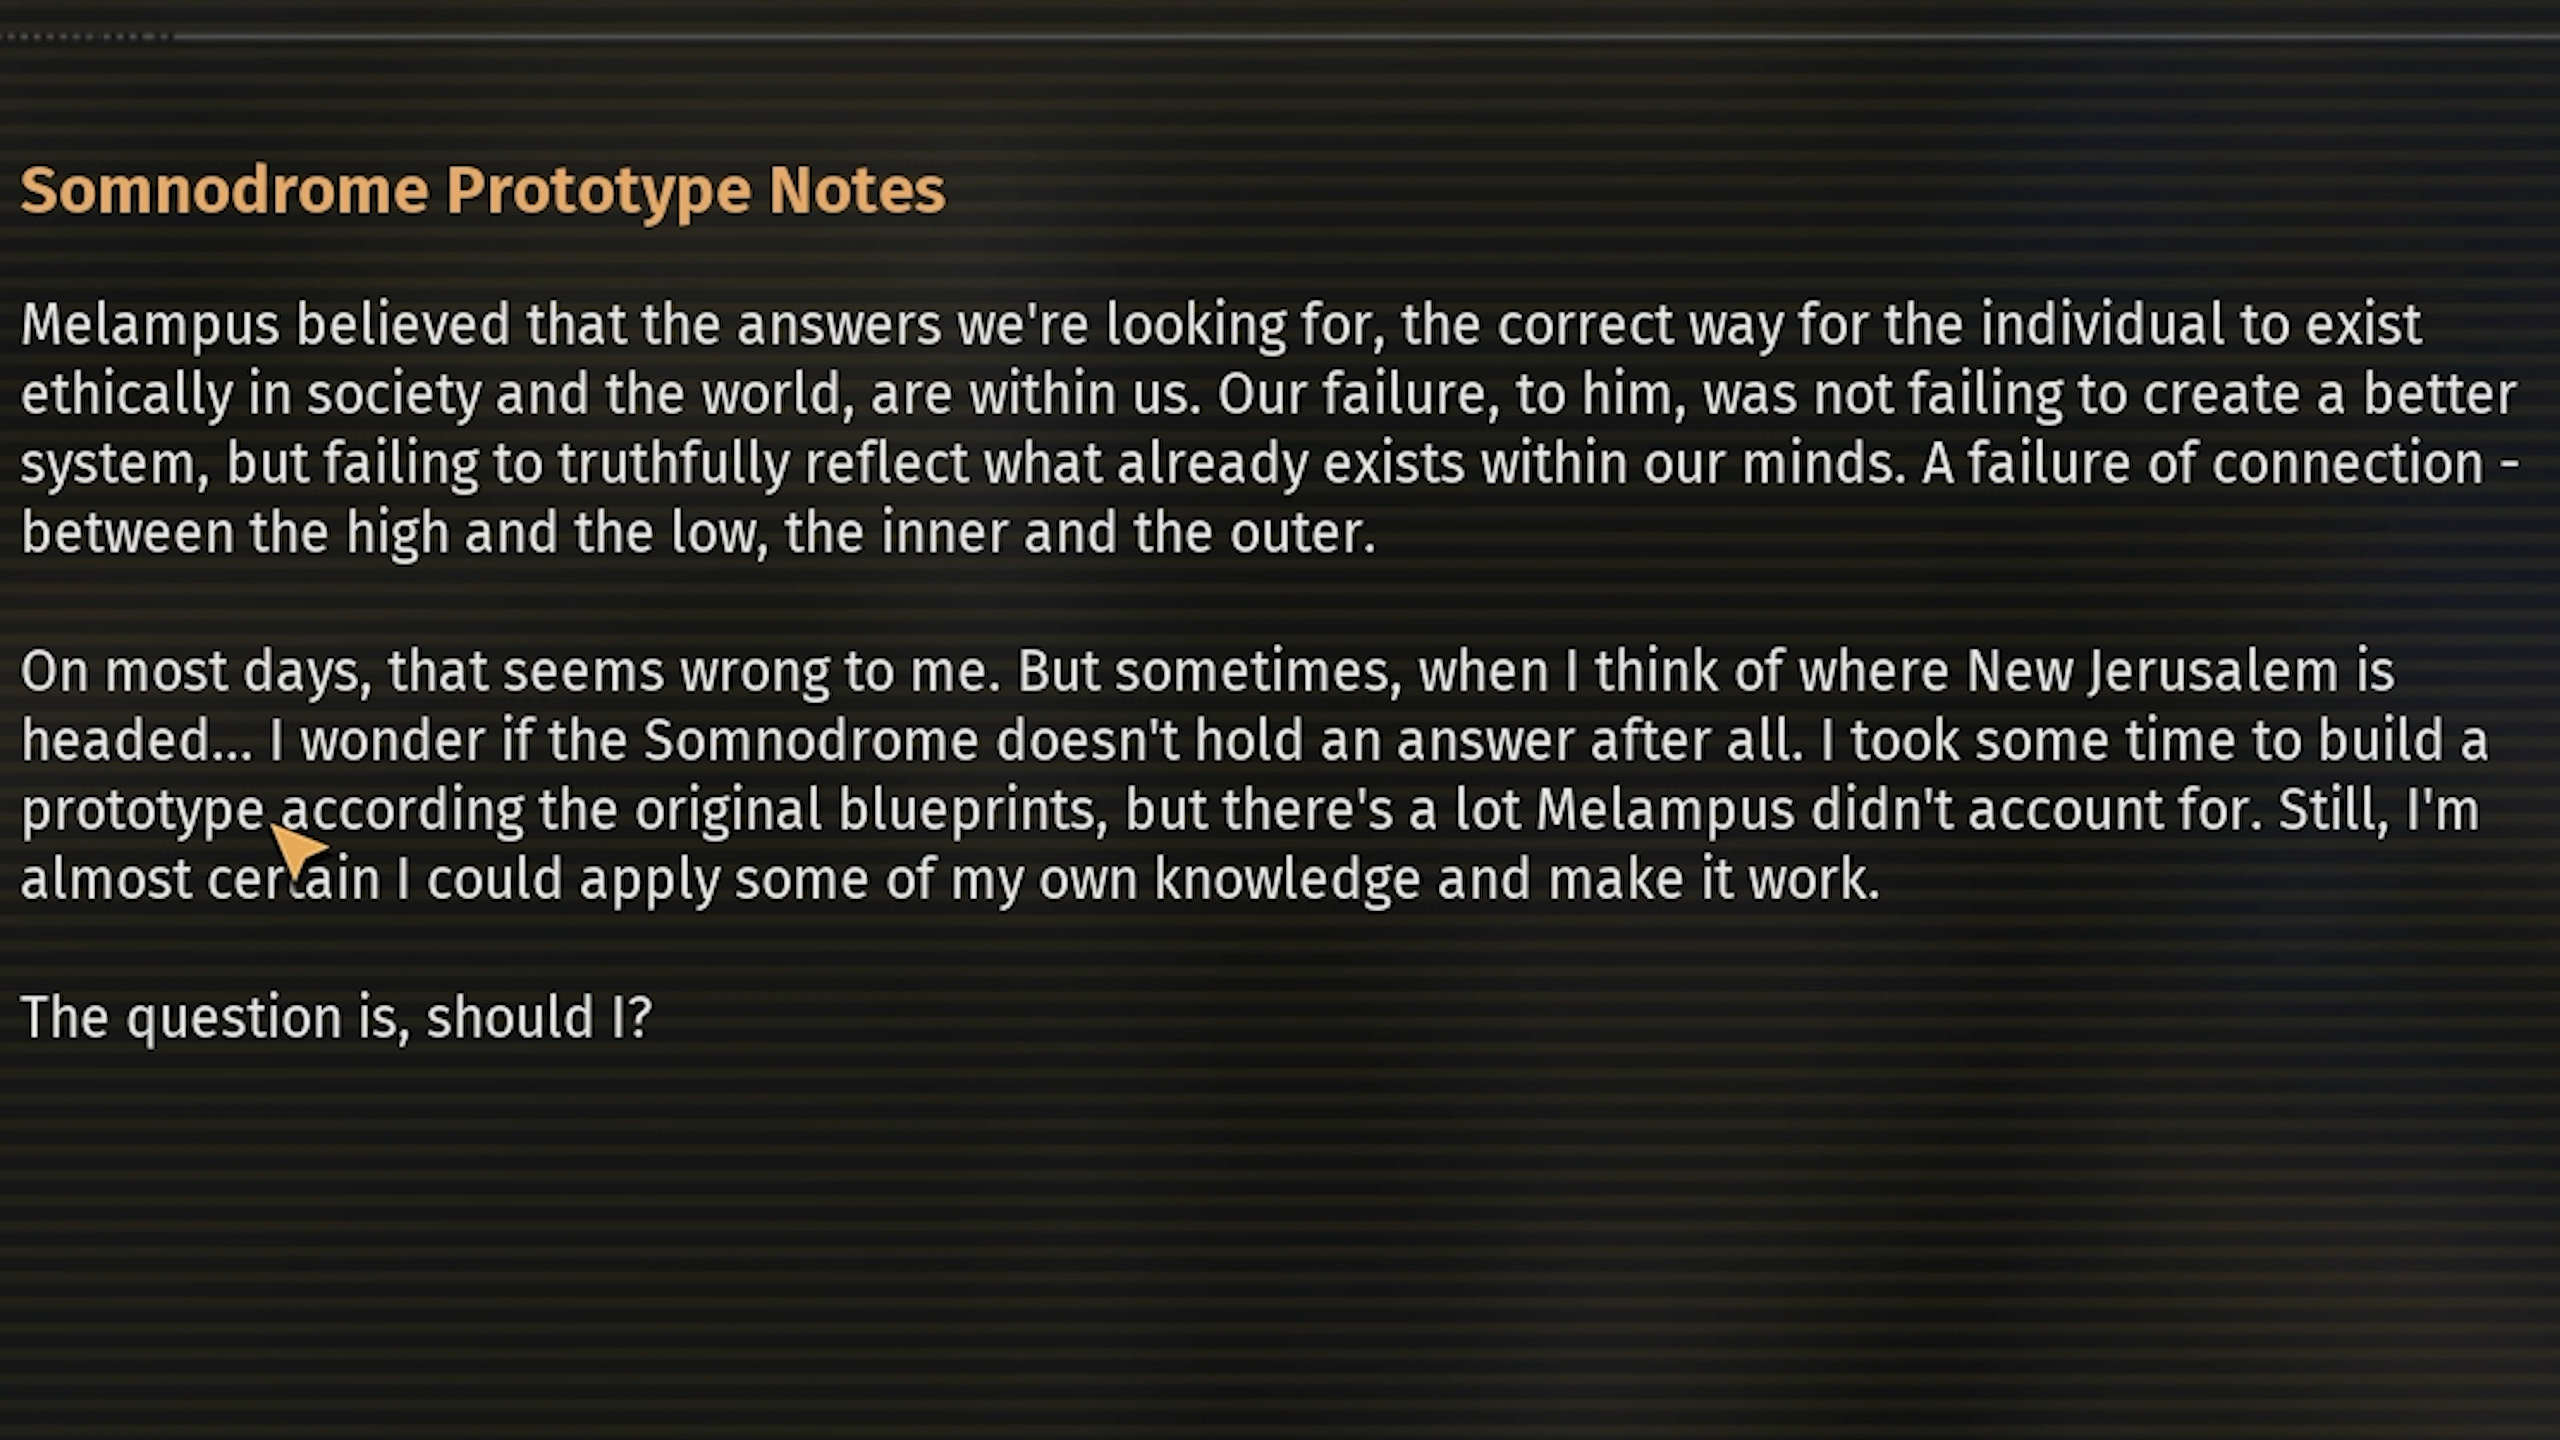 Somnodrome Prototype Notes
Melampus believed that the answers we're looking for, the correct way for the individual to exist
ethically in society and the world, are within us. Our failure, to him, was not failing to create a better
system, but failing to truthfully reflect what already exists within our minds. A failure of connection -
between the high and the low, the inner and the outer.
On most days, that seems wrong to me. But sometimes, when I think of where New Jerusalem is
headed... I wonder if the Somnodrome doesn't hold an answer after all. I took some time to build a
prototype according the original blueprints, but there's a lot Melampus didn't account for. Still, I'm
almost certain I could apply some of my own knowledge and make it work.
The question is, should I?